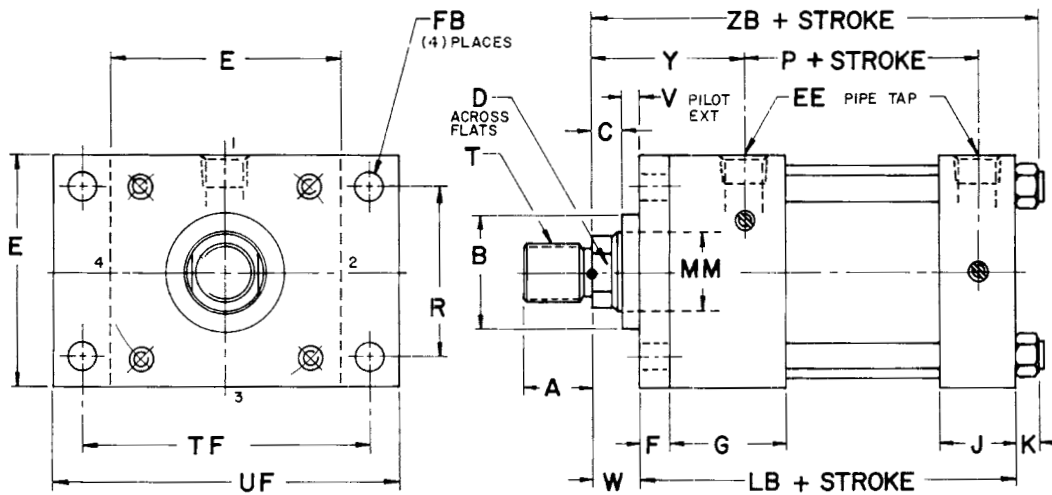 FB
(4) PLACES
E
E
4
2
3
R
TF
UF
ZB + STROKE
Y
P + STROKE
D
ACROSS
FLATS
V PILOT
EXT
EE PIPE TAP
C
T
B
MM
A
F
G
J
K
W
LB + STROKE